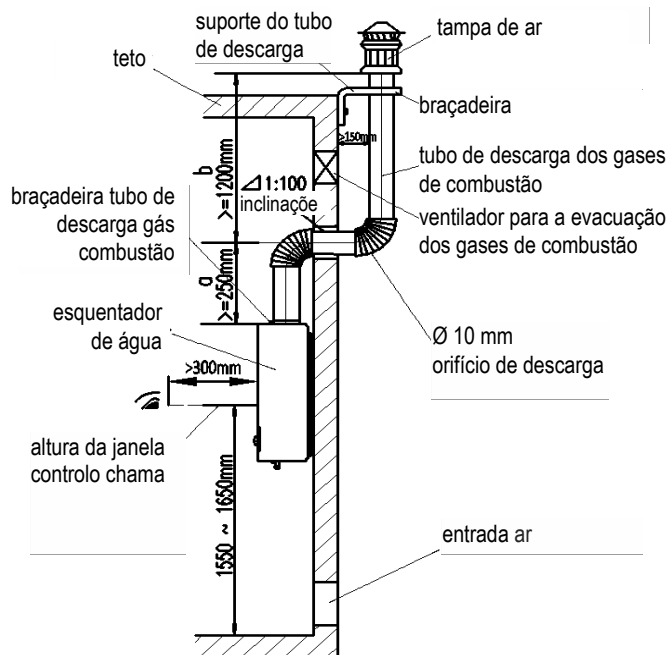 suporte do tubo
de descarga
tampa de ar
teto
braçadeira
>150mm
b
>=1200mm
1:100
inclinaçõe
tubo de descarga dos gases
de combustão
braçadeira tubo de
descarga gás
combustão
ventilador para a evacuação
dos gases de combustão
a
>=250mm
esquentador
de água
Ø 10 mm
orifício de descarga
>300mm
altura da janela
controlo chama
1550 ~ 1650mm
entrada ar